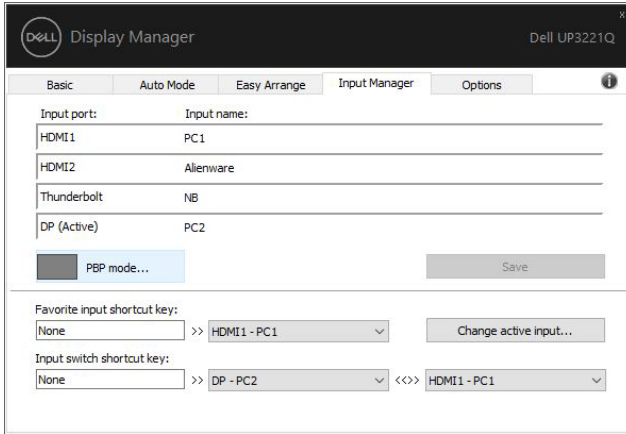 x
DELL Display Manager Dell UP3221Q
Basic Auto Mode Easy Arrange Input Manager Options i
Input port: Input name:
HDMI1 PC1
HDMI2 Alienware
Thunderbolt NB
DP (Active) PC2
PBP mode... Save
Favorite input shortcut key:
None >> HDMI1 - PC1 Change active input...
Input switch shortcut key:
None >> DP - PC2 <<>> HDMI1 - PC1